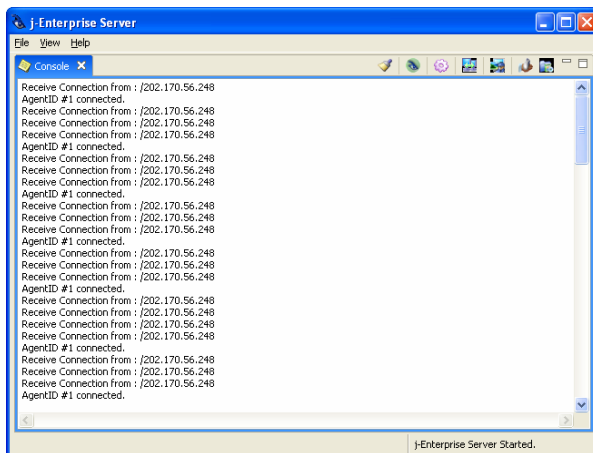 j-Enterprise Server
File View Help
Console
Receive Connection from : /202.170.56.248
AgentID #1 connected.
Receive Connection from : /202.170.56.248
Receive Connection from : /202.170.56.248
Receive Connection from : /202.170.56.248
AgentID #1 connected.
Receive Connection from : /202.170.56.248
Receive Connection from : /202.170.56.248
Receive Connection from : /202.170.56.248
AgentID #1 connected.
Receive Connection from : /202.170.56.248
Receive Connection from : /202.170.56.248
Receive Connection from : /202.170.56.248
AgentID #1 connected.
Receive Connection from : /202.170.56.248
Receive Connection from : /202.170.56.248
Receive Connection from : /202.170.56.248
AgentID #1 connected.
Receive Connection from : /202.170.56.248
Receive Connection from : /202.170.56.248
Receive Connection from : /202.170.56.248
Receive Connection from : /202.170.56.248
AgentID #1 connected.
Receive Connection from : /202.170.56.248
Receive Connection from : /202.170.56.248
Receive Connection from : /202.170.56.248
AgentID #1 connected.
j-Enterprise Server Started.